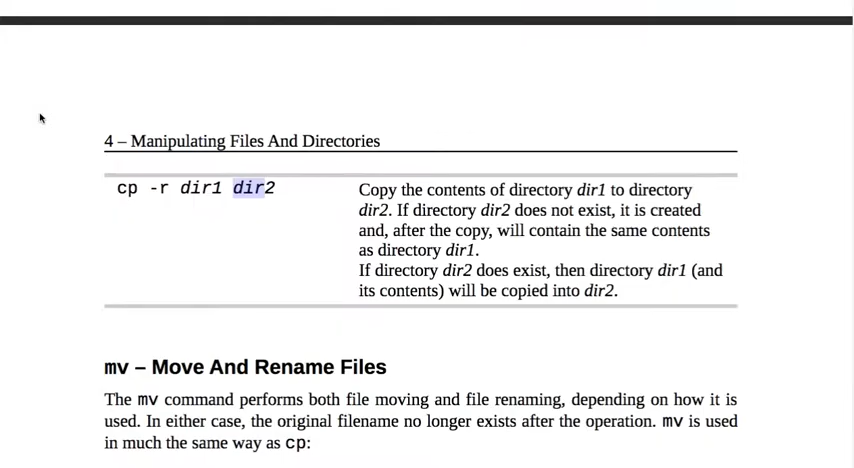 4 – Manipulating Files And Directories
cp -r dir1 dir2
Copy the contents of directory dir1 to directory
dir2. If directory dir2 does not exist, it is created
and, after the copy, will contain the same contents
as directory dir1.
If directory dir2 does exist, then directory dir1 (and
its contents) will be copied into dir2.
mv – Move And Rename Files
The mv command performs both file moving and file renaming, depending on how it is
used. In either case, the original filename no longer exists after the operation. mv is used
in much the same way as cp: